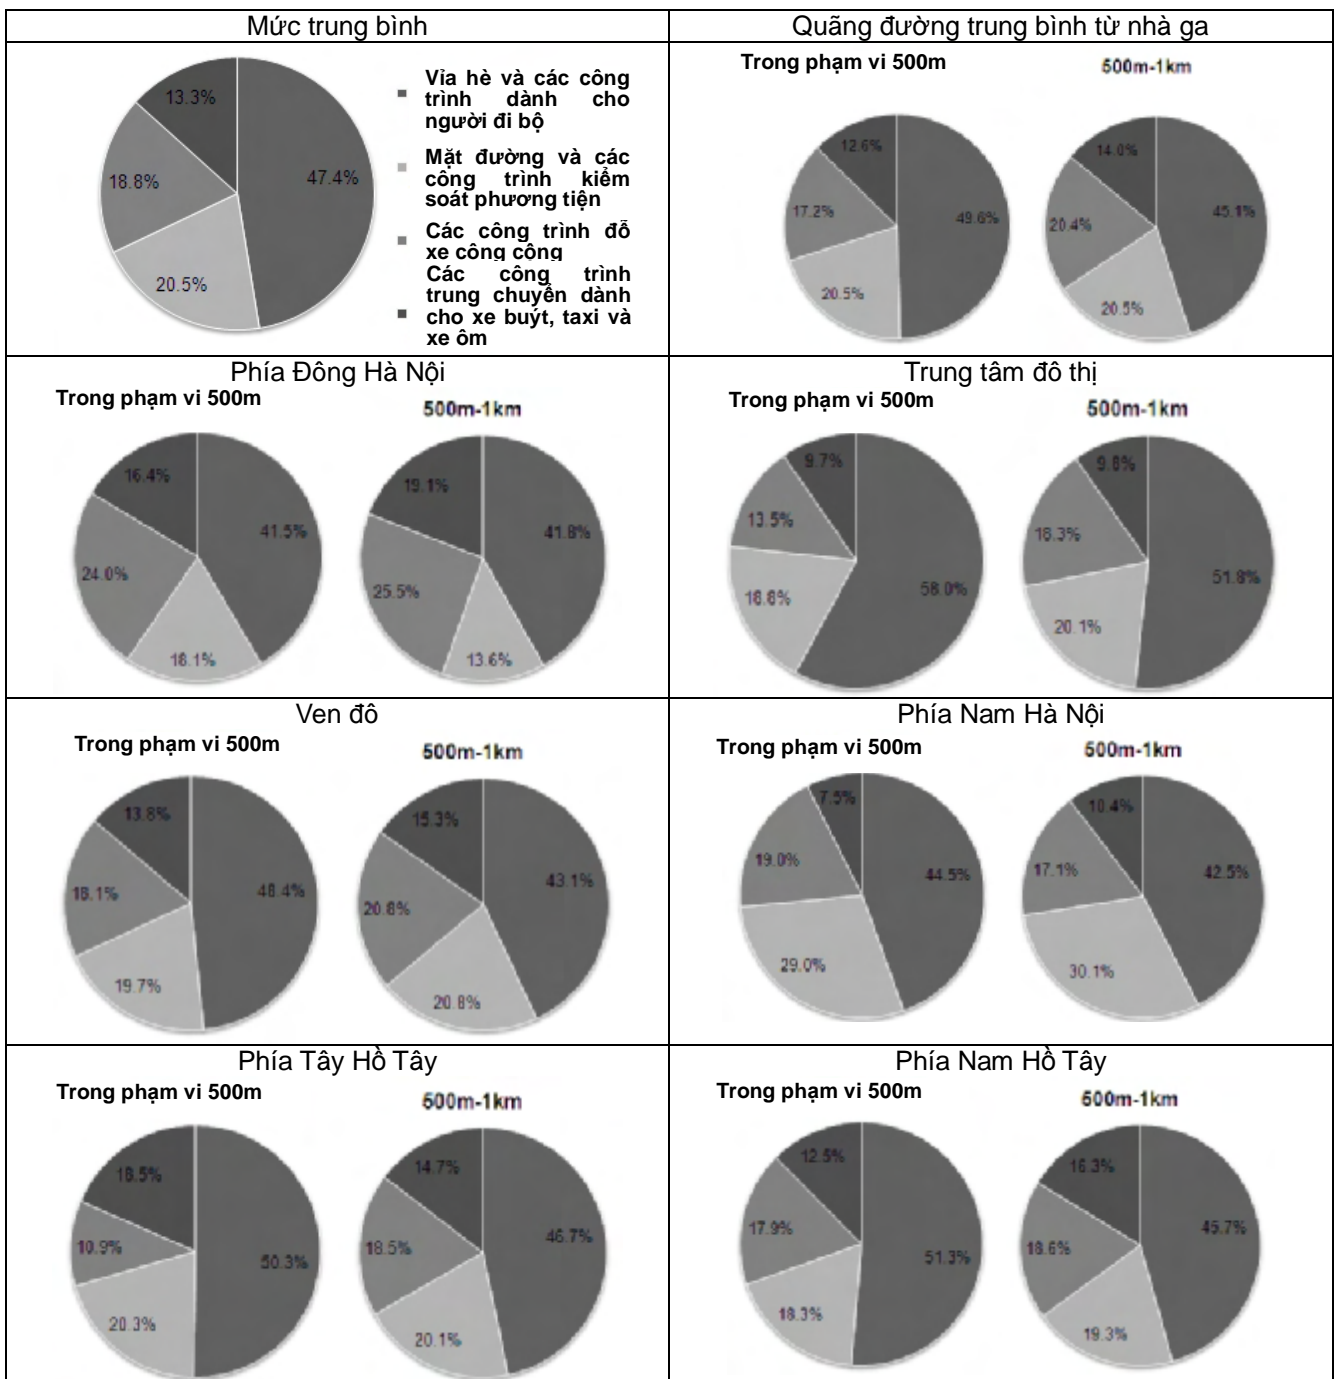 Mức trung bình
13.3%
18.8%
47.4%
20.5%
Vỉa hè và các công
trình dành cho
người đi bộ
Mặt đường và các
công trình kiểm
soát phương tiện
Các công trình đỗ
xe công cộng
Các công trình
trung chuyển dành
cho xe buýt, taxi và
xe ôm
Quãng đường trung bình từ nhà ga
Trong phạm vi 500m
12.6%
17.2%
49.6%
20.5%
500m-1km
14.0%
20.4%
45.1%
20.5%
Phía Đông Hà Nội
Trong phạm vi 500m
16.4%
41.5%
24.0%
18.1%
500m-1km
19.1%
41.8%
25.5%
13.6%
Trung tâm đô thị
Trong phạm vi 500m
9.7%
13.5%
58.0%
18.8%
500m-1km
9.8%
18.3%
51.8%
20.1%
Ven đô
Trong phạm vi 500m
13.8%
18.1%
48.4%
19.7%
500m-1km
15.3%
43.1%
20.8%
20.8%
Phía Nam Hà Nội
Trong phạm vi 500m
7.5%
19.0%
44.5%
29.0%
500m-1km
10.4%
17.1%
42.5%
30.1%
Phía Tây Hồ Tây
Trong phạm vi 500m
18.5%
10.9%
50.3%
20.3%
500m-1km
14.7%
18.5%
46.7%
20.1%
Phía Nam Hồ Tây
Trong phạm vi 500m
12.5%
17.9%
51.3%
18.3%
500m-1km
16.3%
18.6%
45.7%
19.3%